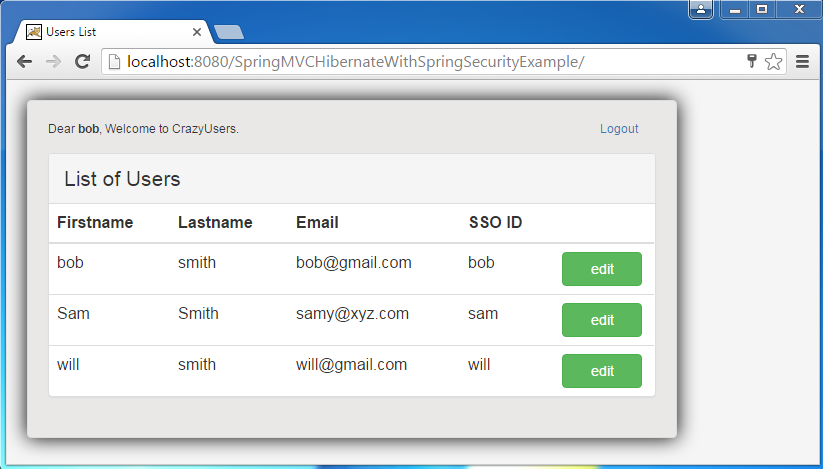 Users List
localhost:8080/SpringMVCHibernateWithSpringSecurityExample/
Dear bob, Welcome to CrazyUsers. Logout
List of Users
Firstname Lastname Email SSO ID
bob smith bob@gmail.com bob edit
Sam Smith samy@xyz.com sam edit
will smith will@gmail.com will edit